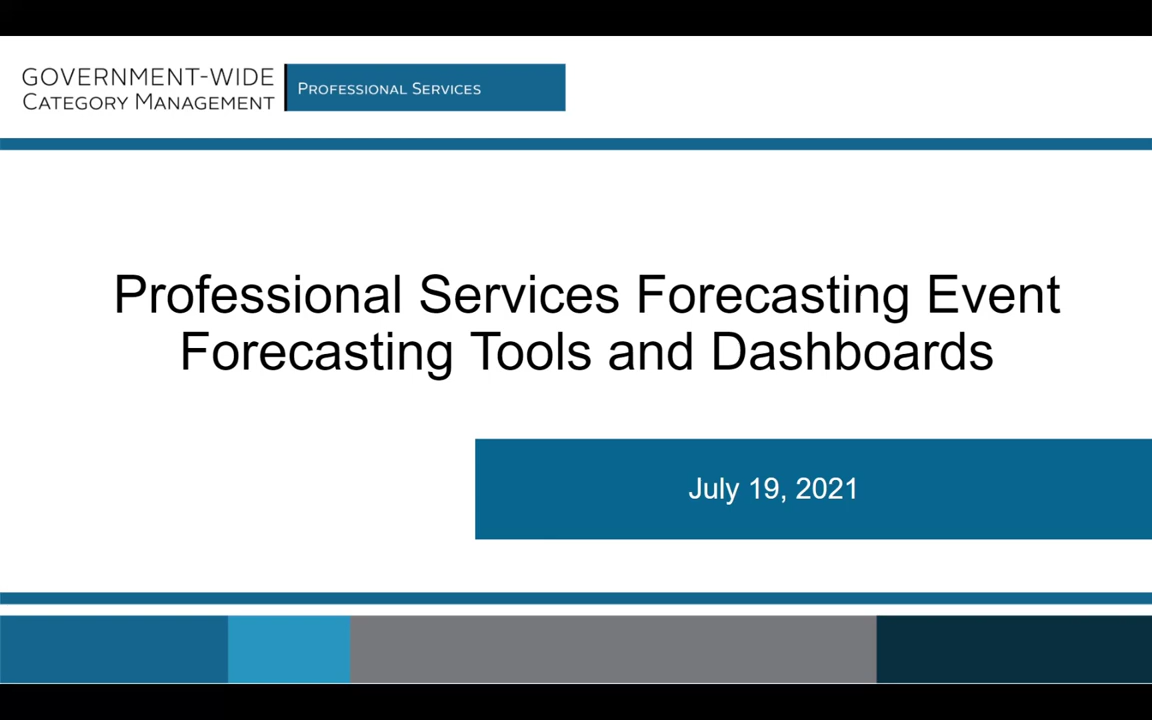 GOVERNMENT-WIDE
CATEGORY MANAGEMENT
PROFESSIONAL SERVICES
Professional Services Forecasting Event
Forecasting Tools and Dashboards
July 19, 2021